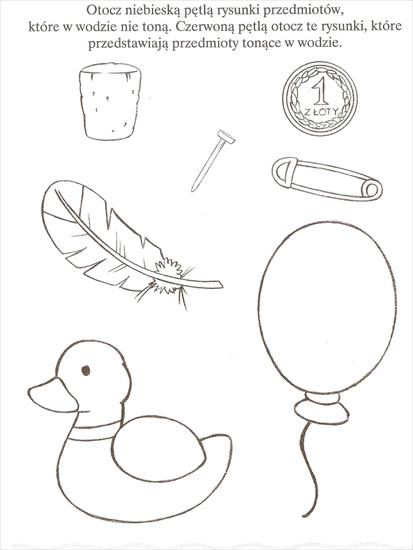 Otocz niebieską pętlą rysunki przedmiotów,
które w wodzie nie toną. Czerwoną pętlą otocz te rysunki, które
przedstawiają przedmioty tonące w wodzie.
1
ZŁOTY